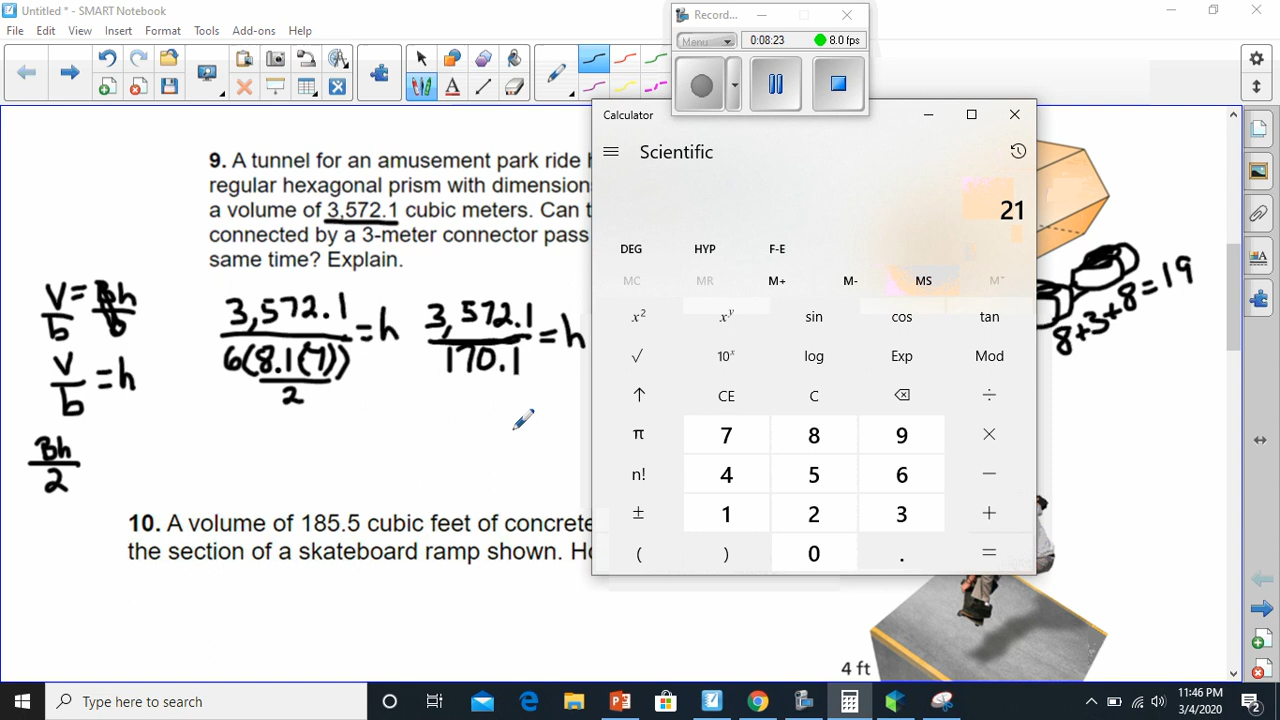 Untitled * - SMART Notebook
File Edit View Insert Format Tools Add-ons Help
Record...
Menu 0:08:23 8.0 fps
Calculator
Scientific
21
DEG HYP F-E
MC MR M+ M- MS M˅
x² xʸ sin cos tan
√ 10ˣ log Exp Mod
↑ CE C ÷
π 7 8 9 ×
n! 4 5 6 −
± 1 2 3 +
( ) 0 . =
9. A tunnel for an amusement park ride
regular hexagonal prism with dimension
a volume of 3,572.1 cubic meters. Can
connected by a 3-meter connector pass
same time? Explain.
8+3+8=19
V/b = Bh/b
V/b = h
Bh/2
3,572.1/6(8.1(7))/2 = h
3,572.1/170.1 = h
10. A volume of 185.5 cubic feet of concrete
the section of a skateboard ramp shown.
4 ft
Type here to search
11:46 PM
3/4/2020
2